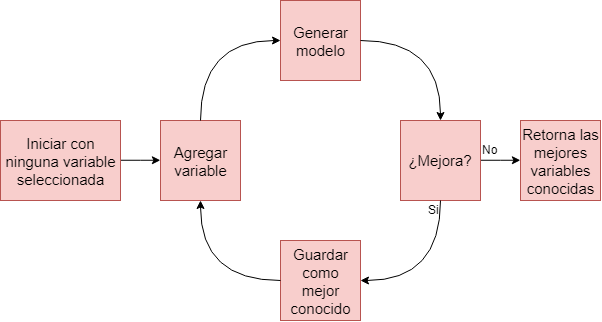 Generar
modelo
Iniciar con
ninguna variable
seleccionada
Agregar
variable
¿Mejora?
No
Retorna las
mejores
variables
conocidas
Si
Guardar
como
mejor
conocido